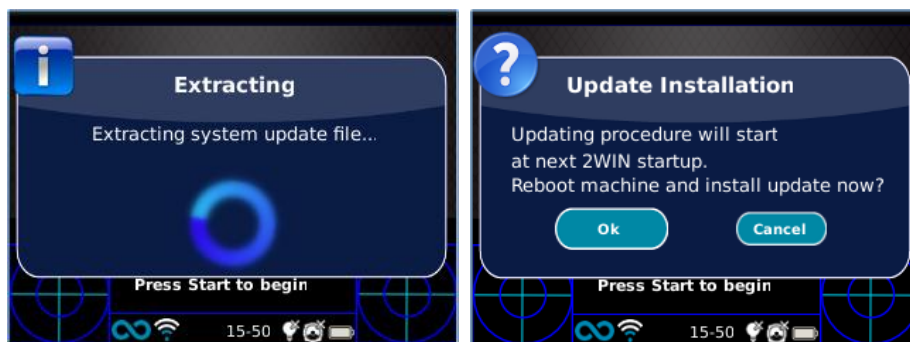 Extracting
Extracting system update file...
Press Start to begin
15-50
Update Installation
Updating procedure will start
at next 2WIN startup.
Reboot machine and install update now?
Ok
Cancel
Press Start to begin
15-50